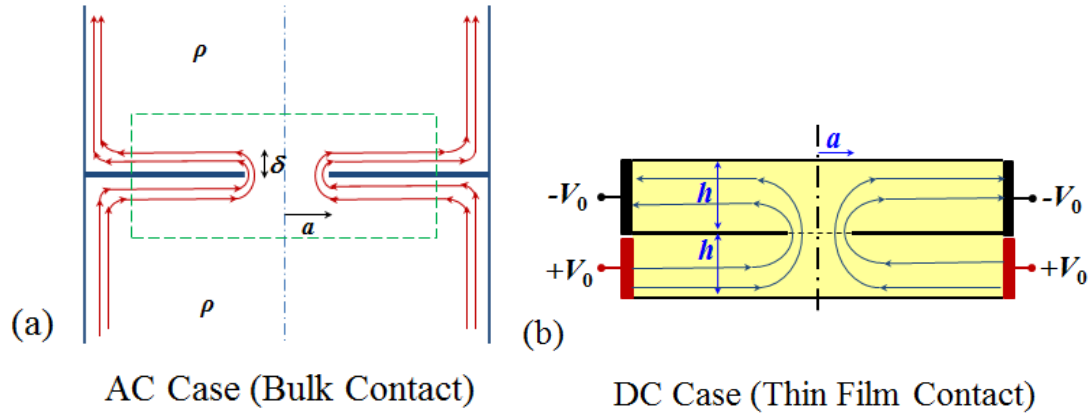 ρ
δ
a
ρ
(a)
AC Case (Bulk Contact)
a
-V₀ h -V₀
+V₀ h +V₀
(b)
DC Case (Thin Film Contact)